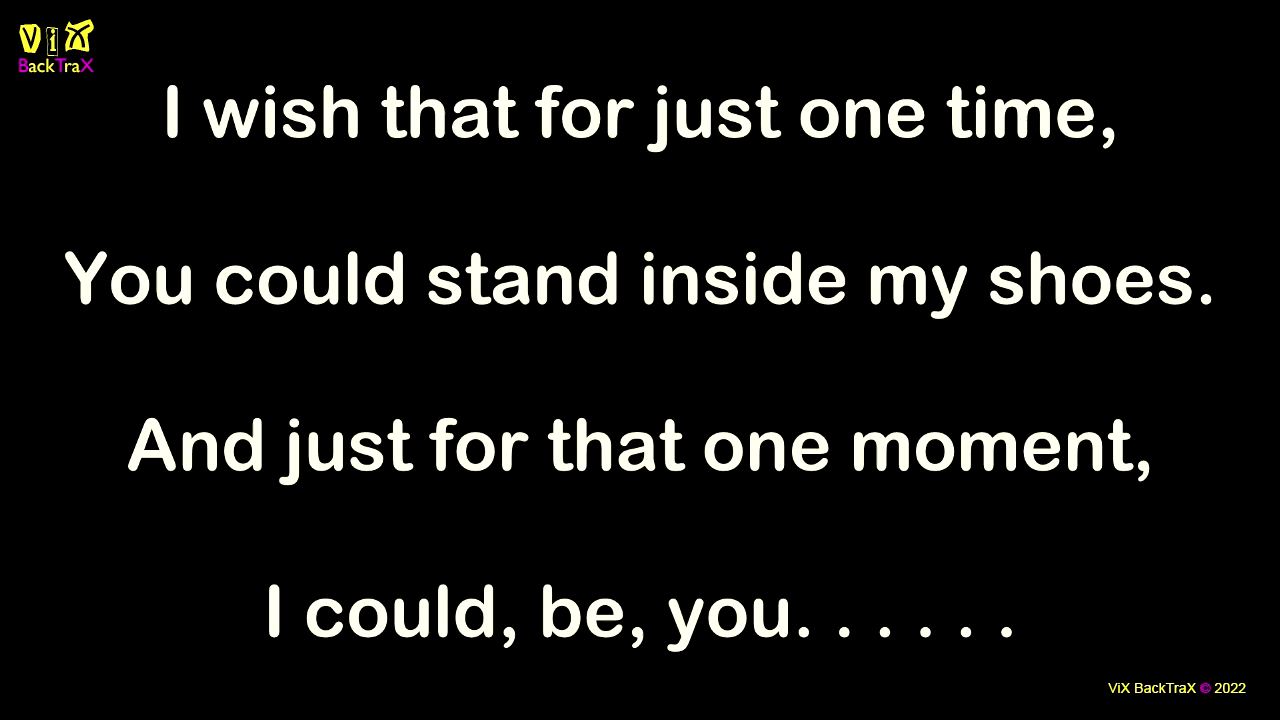 ViX
BackTraX
I wish that for just one time,
You could stand inside my shoes.
And just for that one moment,
I could, be, you. . . . . .
ViX BackTraX © 2022